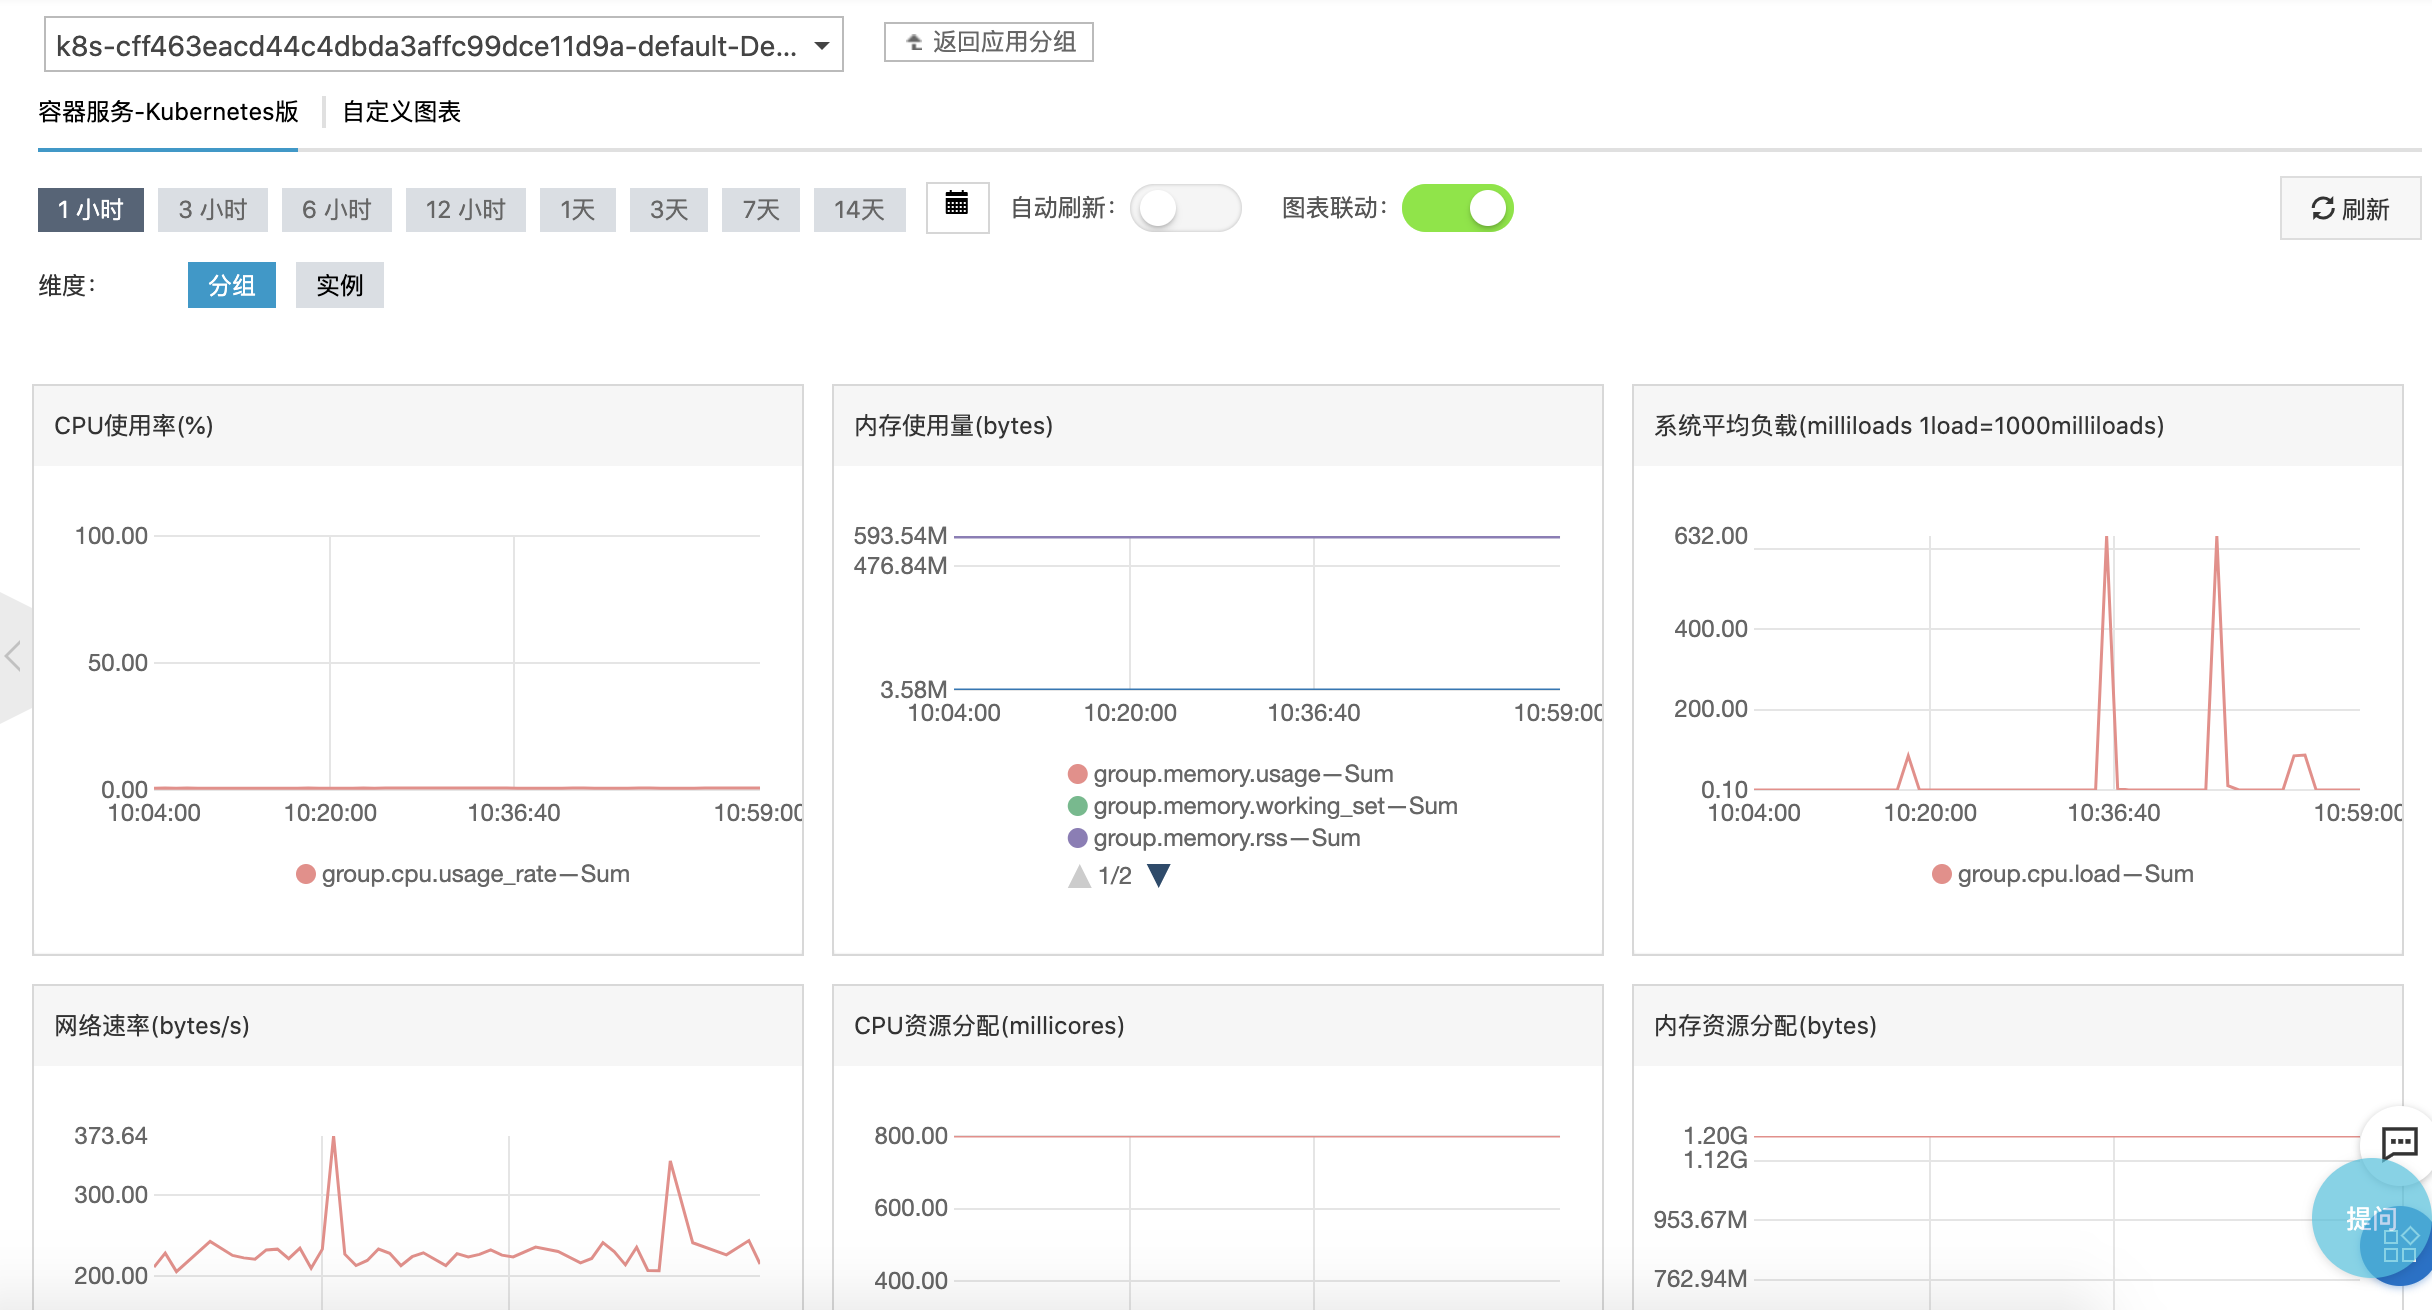 k8s-cff463eacd44c4dbda3affc99dce11d9a-default-De...
返回应用分组
容器服务-Kubernetes版
自定义图表
1 小时
3 小时
6 小时
12 小时
1天
3天
7天
14天
自动刷新：
图表联动：
刷新
维度：
分组
实例
CPU使用率(%)
100.00
50.00
0.00
10:04:00
10:20:00
10:36:40
10:59:00
group.cpu.usage_rate—Sum
内存使用量(bytes)
593.54M
476.84M
3.58M
10:04:00
10:20:00
10:36:40
10:59:00
group.memory.usage—Sum
group.memory.working_set—Sum
group.memory.rss—Sum
1/2
系统平均负载(milliloads 1load=1000milliloads)
632.00
400.00
200.00
0.10
10:04:00
10:20:00
10:36:40
10:59:00
group.cpu.load—Sum
网络速率(bytes/s)
373.64
300.00
200.00
CPU资源分配(millicores)
800.00
600.00
400.00
内存资源分配(bytes)
1.20G
1.12G
953.67M
762.94M
提问